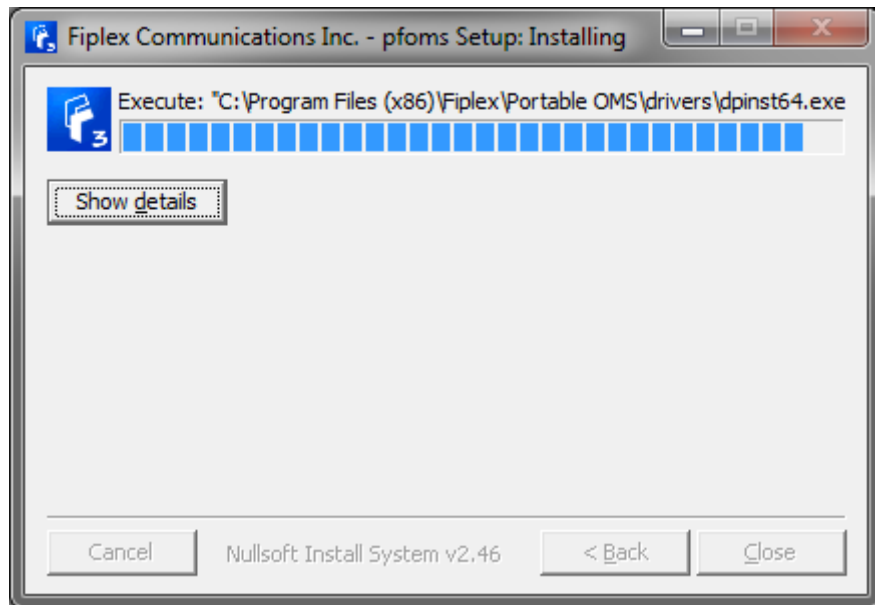 Fiplex Communications Inc. - pfoms Setup: Installing
Execute: "C:\Program Files (x86)\Fiplex\Portable OMS\drivers\dpinst64.exe
3
Show details
Cancel
Nullsoft Install System v2.46
< Back
Close